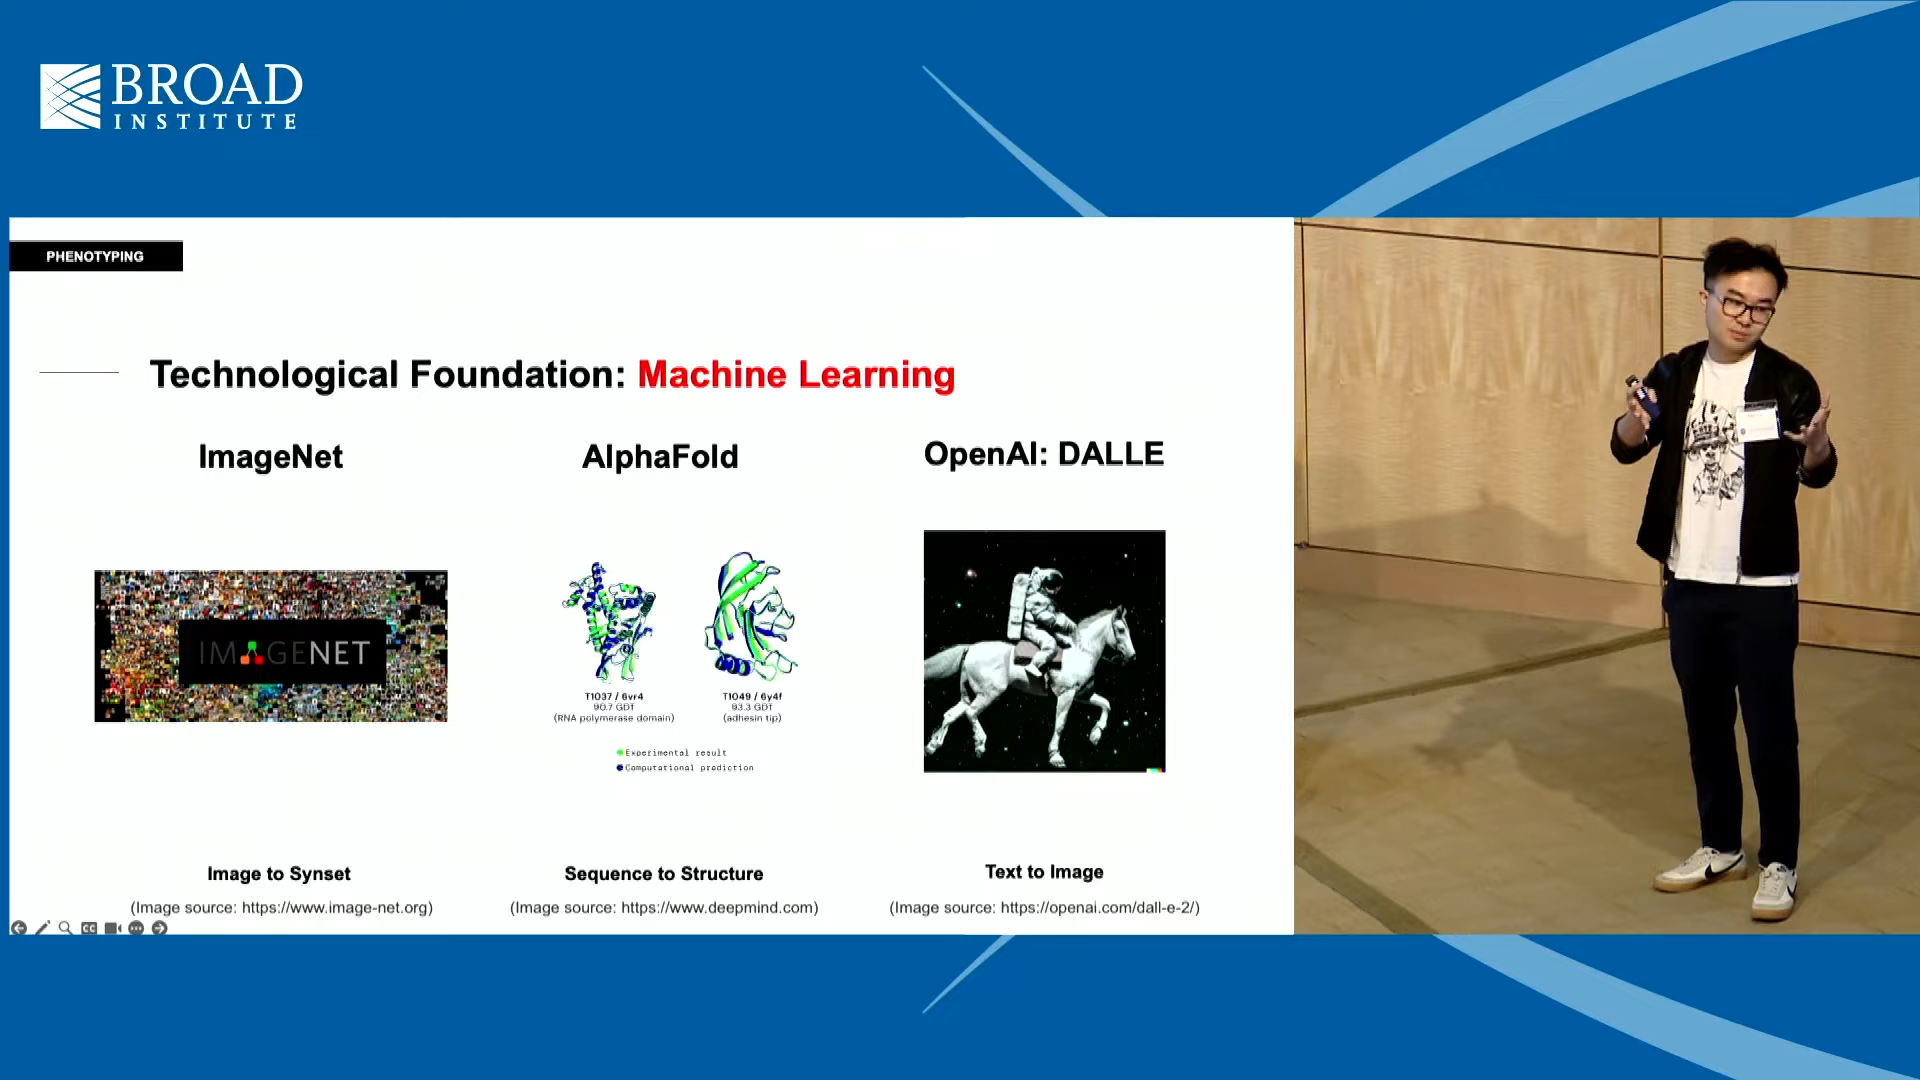 BROAD
INSTITUTE
PHENOTYPING
Technological Foundation: Machine Learning
ImageNet
AlphaFold
OpenAI: DALLE
IMAGENET
T1037 / 6vr4
90.7 GDT
(RNA polymerase domain)
T1049 / 6y4f
93.3 GDT
(adhesin tip)
Experimental result
Computational prediction
Image to Synset
Sequence to Structure
Text to Image
(Image source: https://www.image-net.org)
(Image source: https://www.deepmind.com)
(Image source: https://openai.com/dall-e-2/)
CC